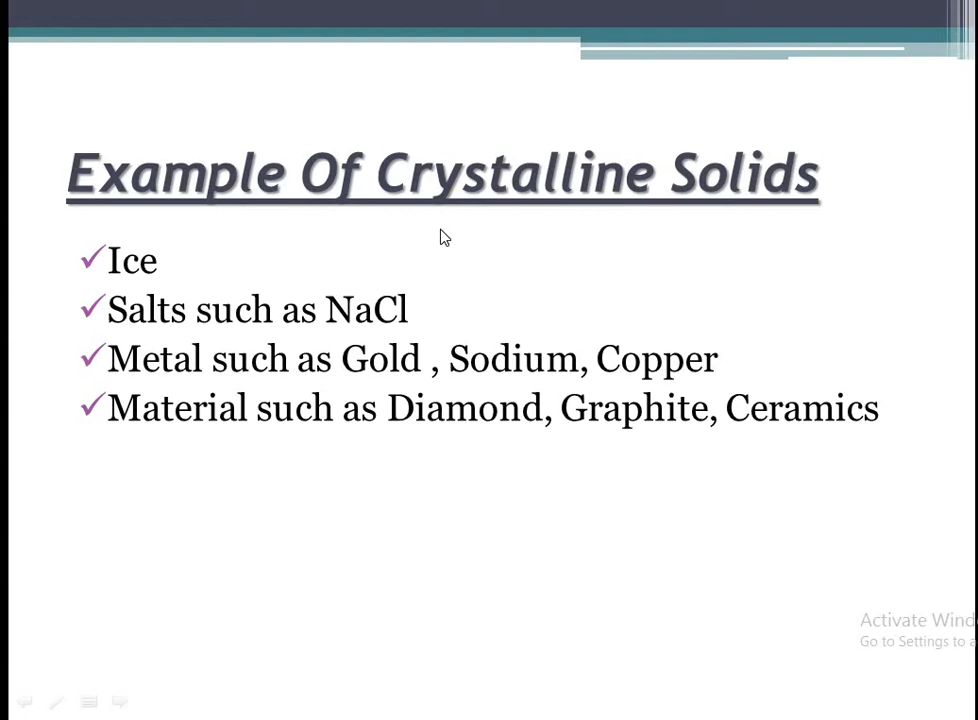 Example Of Crystalline Solids
Ice
Salts such as NaCl
Metal such as Gold , Sodium, Copper
Material such as Diamond, Graphite, Ceramics
Activate
Go to Settings to